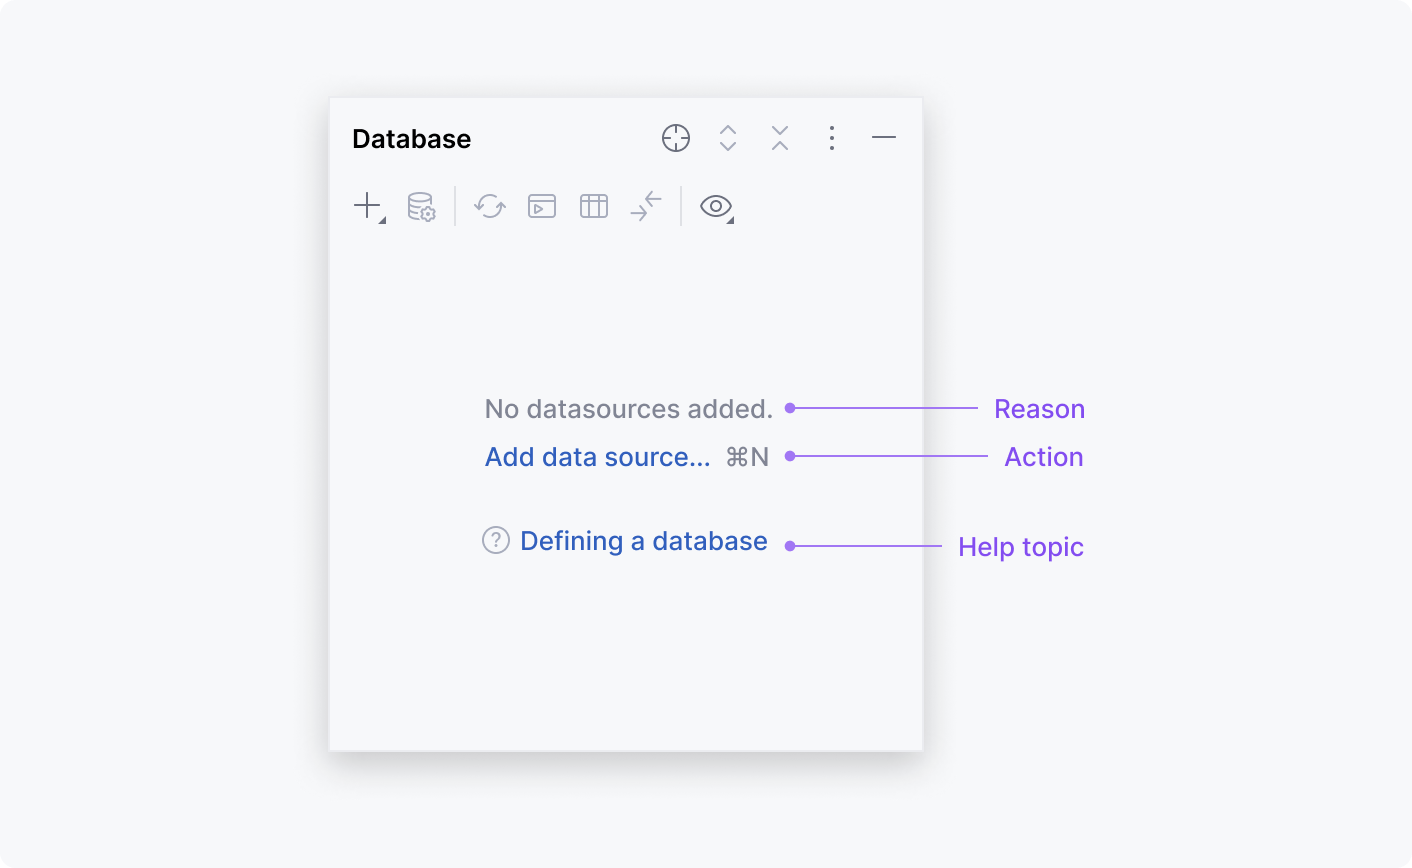 Database
No datasources added.
Reason
Add data source... ⌘N
Action
? Defining a database
Help topic